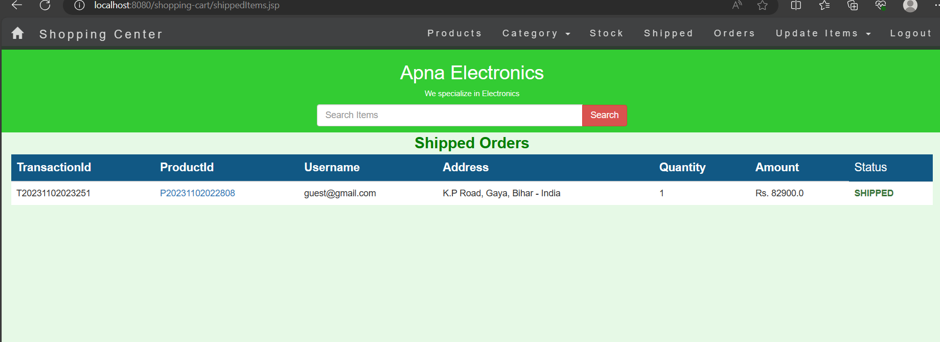 localhost:8080/shopping-cart/shippedItems.jsp
Shopping Center Products Category Stock Shipped Orders Update Items Logout
Apna Electronics
We specialize in Electronics
Search Items Search
Shipped Orders
TransactionId ProductId Username Address Quantity Amount Status
T20231102023251 P20231102022808 guest@gmail.com K.P Road, Gaya, Bihar - India 1 Rs. 82900.0 SHIPPED